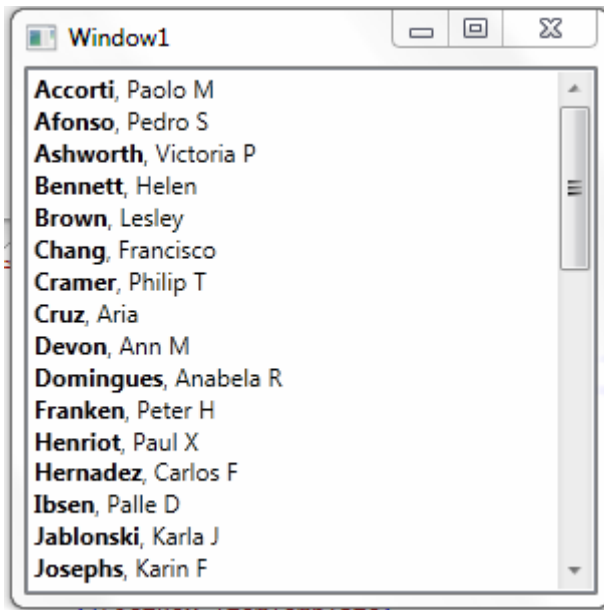 Window1
Accorti, Paolo M
Afonso, Pedro S
Ashworth, Victoria P
Bennett, Helen
Brown, Lesley
Chang, Francisco
Cramer, Philip T
Cruz, Aria
Devon, Ann M
Domingues, Anabela R
Franken, Peter H
Henriot, Paul X
Hernadez, Carlos F
Ibsen, Palle D
Jablonski, Karla J
Josephs, Karin F